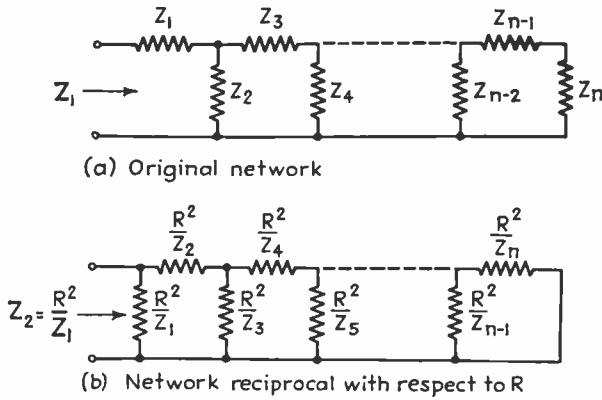 Z₁ Z₃ Zₙ₋₁
Z₁ Z₂ Z₄ Zₙ₋₂ Zₙ
(a) Original network
R²/Z₂ R²/Z₄ R²/Zₙ
Z₂ = R²/Z₁ R²/Z₁ R²/Z₃ R²/Z₅ R²/Zₙ₋₁
(b) Network reciprocal with respect to R